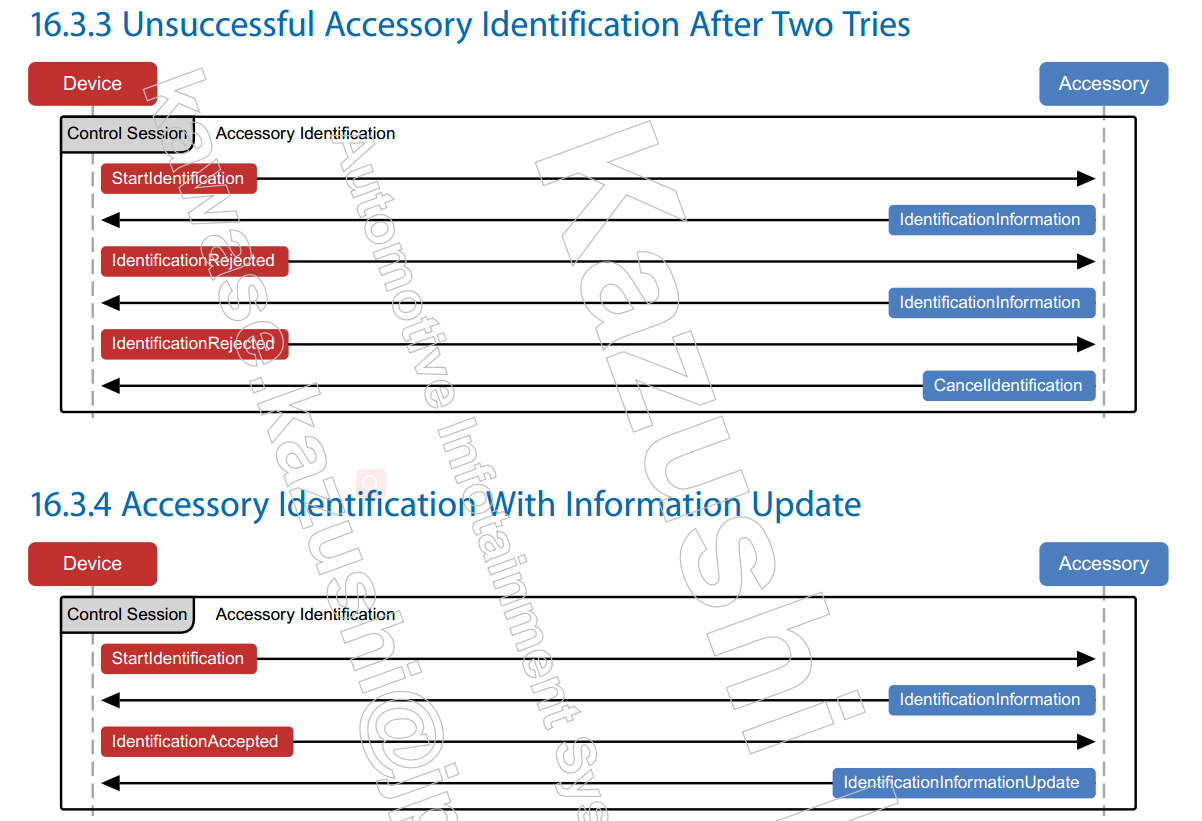 16.3.3 Unsuccessful Accessory Identification After Two Tries
Device
Accessory
Control Session
Accessory Identification
StartIdentification
IdentificationInformation
IdentificationRejected
IdentificationInformation
IdentificationRejected
CancelIdentification
16.3.4 Accessory Identification With Information Update
Device
Accessory
Control Session
Accessory Identification
StartIdentification
IdentificationInformation
IdentificationAccepted
IdentificationInformationUpdate
kawase.kazushi@jp
Automotive Infotainment Sys
Kazushi